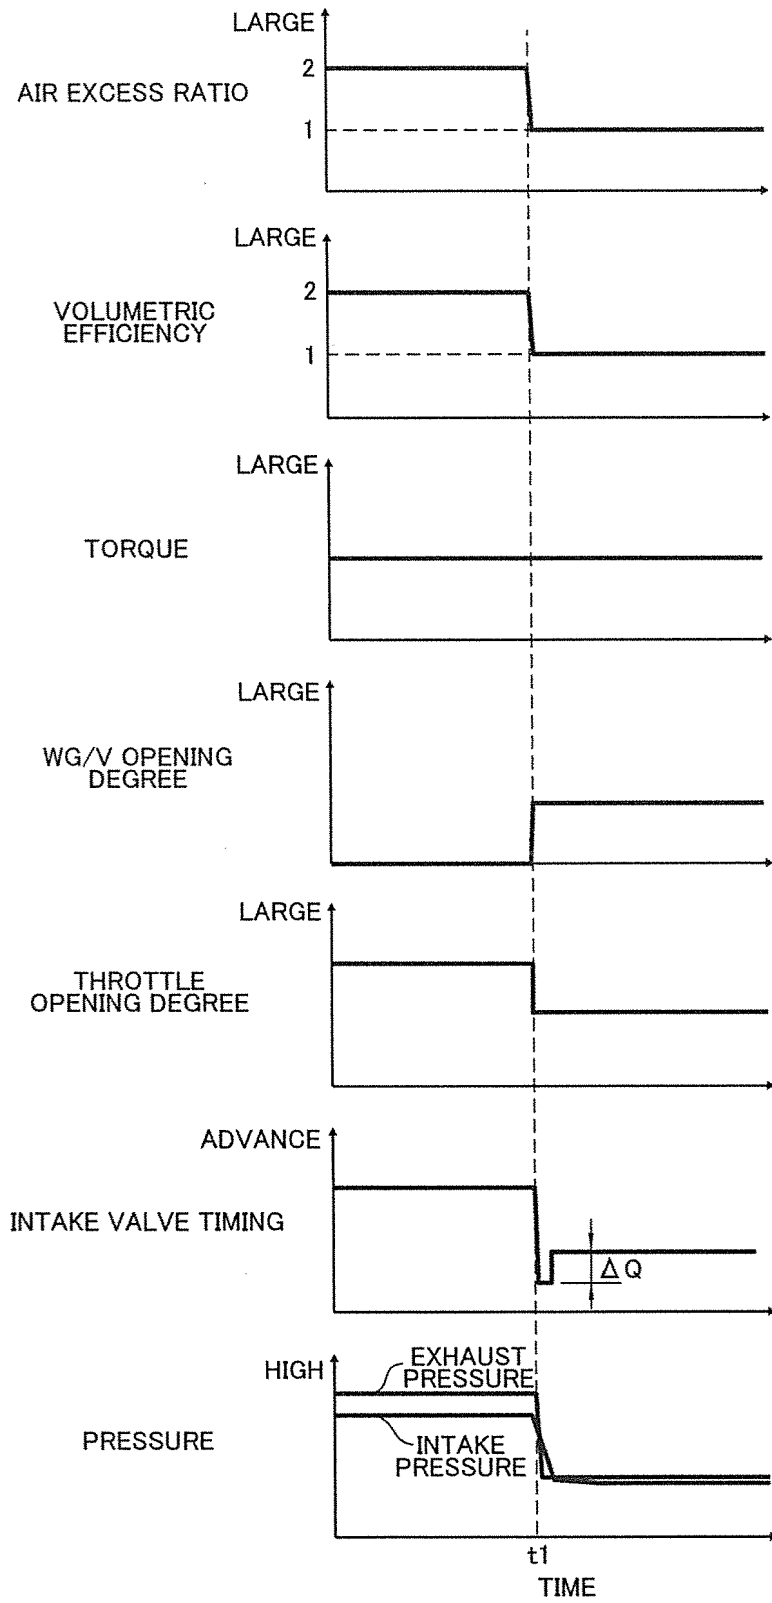 LARGE
2
AIR EXCESS RATIO
1
LARGE
2
VOLUMETRIC
EFFICIENCY
1
LARGE
TORQUE
LARGE
WG/V OPENING
DEGREE
LARGE
THROTTLE
OPENING DEGREE
ADVANCE
INTAKE VALVE TIMING
Δ Q
HIGH
EXHAUST
PRESSURE
PRESSURE
INTAKE
PRESSURE
t1
TIME